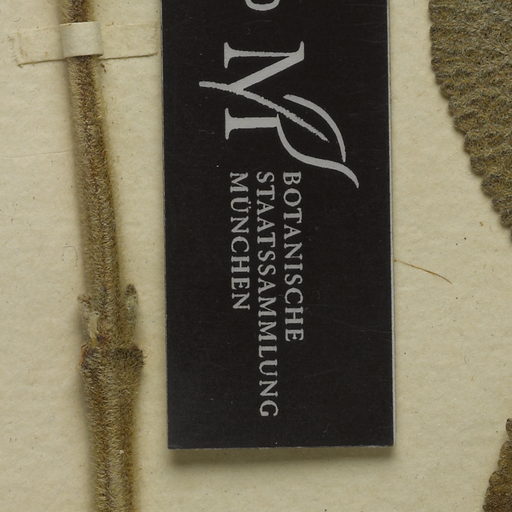 M
BOTANISCHE
STAATSSAMMLUNG
MÜNCHEN